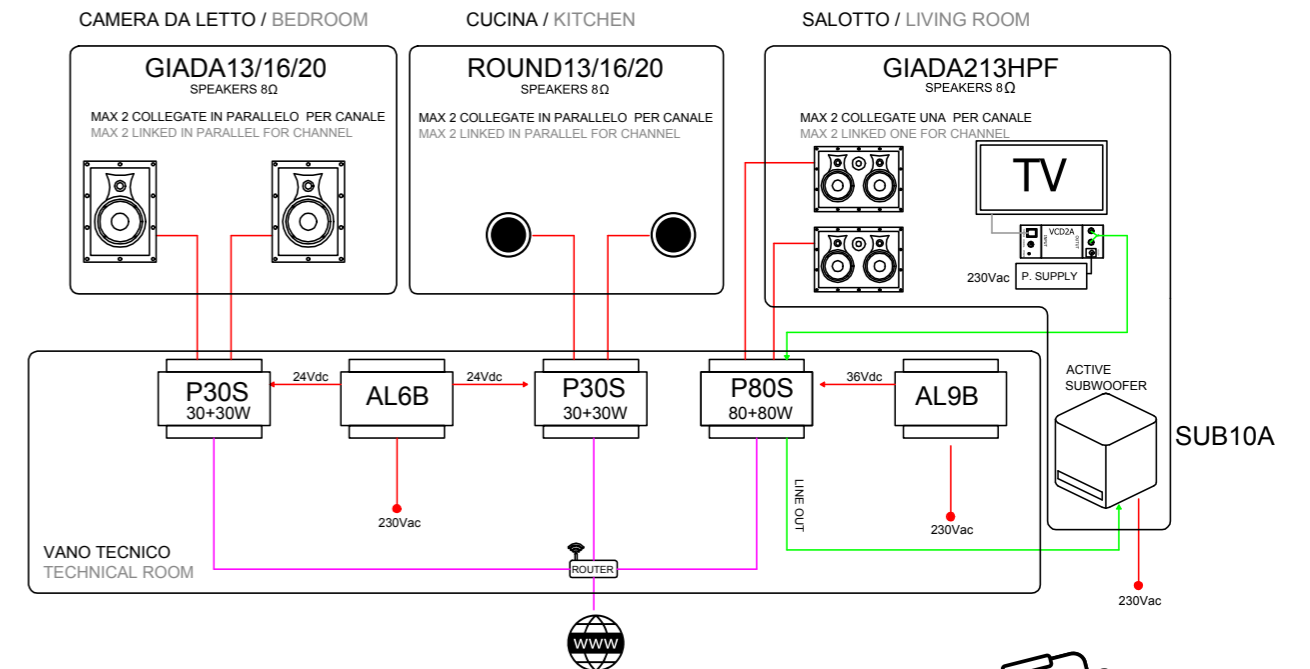 CAMERA DA LETTO / BEDROOM
GIADA13/16/20
SPEAKERS 8Ω
MAX 2 COLLEGATE IN PARALLELO PER CANALE
MAX 2 LINKED IN PARALLEL FOR CHANNEL
CUCINA / KITCHEN
ROUND13/16/20
SPEAKERS 8Ω
MAX 2 COLLEGATE IN PARALLELO PER CANALE
MAX 2 LINKED IN PARALLEL FOR CHANNEL
SALOTTO / LIVING ROOM
GIADA213HPF
SPEAKERS 8Ω
MAX 2 COLLEGATE UNA PER CANALE
MAX 2 LINKED ONE FOR CHANNEL
TV
VCD2A
INPUT
OUTPUT
230Vac
P. SUPPLY
P30S
30+30W
24Vdc
AL6B
24Vdc
P30S
30+30W
P80S
80+80W
36Vdc
AL9B
ACTIVE
SUBWOOFER
SUB10A
230Vac
LINE OUT
230Vac
230Vac
VANO TECNICO
TECHNICAL ROOM
ROUTER
WWW